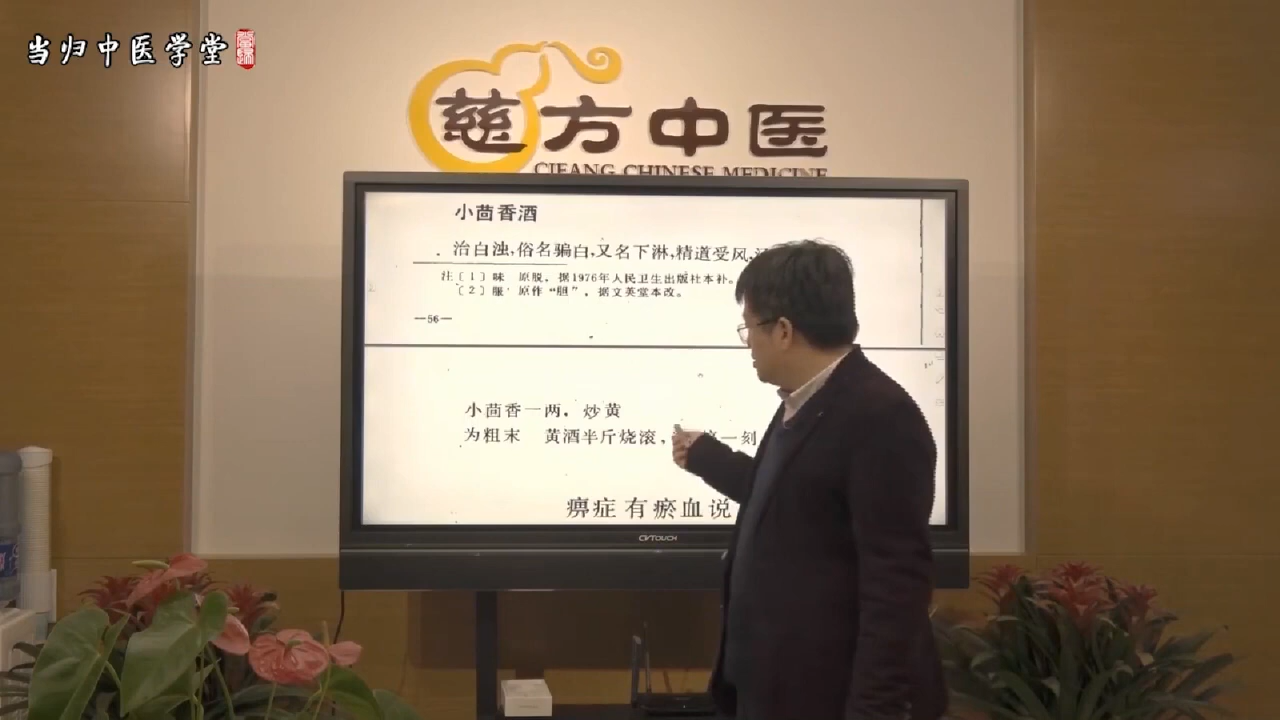 当归中医学堂
慈方中医
CIFANG CHINESE MEDICINE
小茴香酒
治白浊,俗名骗白,又名下淋,精道受风,
注〔1〕味 原脱,据1976年人民卫生出版社本补。
〔2〕服 原作“胆”,据文英堂本改。
—56—
小茴香一两,炒黄
为粗末 黄酒半斤烧滚, 一刻
痹症有瘀血说
CVTOUCH